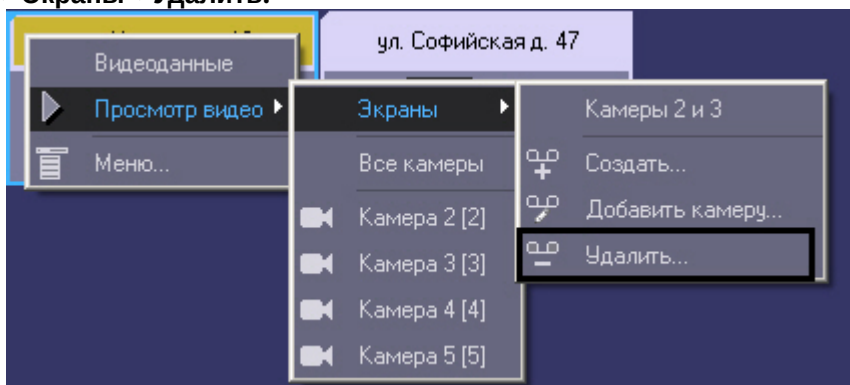 Экраны – Удалить.
ул. Софийская д. 47
Видеоданные
Просмотр видео
Меню...
Экраны
Все камеры
Камера 2 [2]
Камера 3 [3]
Камера 4 [4]
Камера 5 [5]
Камеры 2 и 3
Создать...
Добавить камеру...
Удалить...